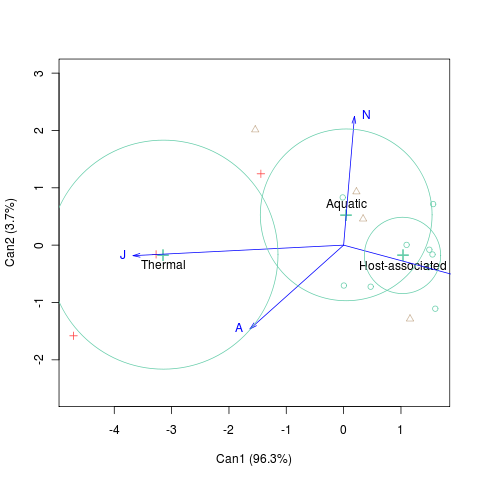 3
2
1
0
-1
-2
Can2 (3.7%)
N
Aquatic
J
Thermal
Host-associated
A
-4
-3
-2
-1
0
1
Can1 (96.3%)